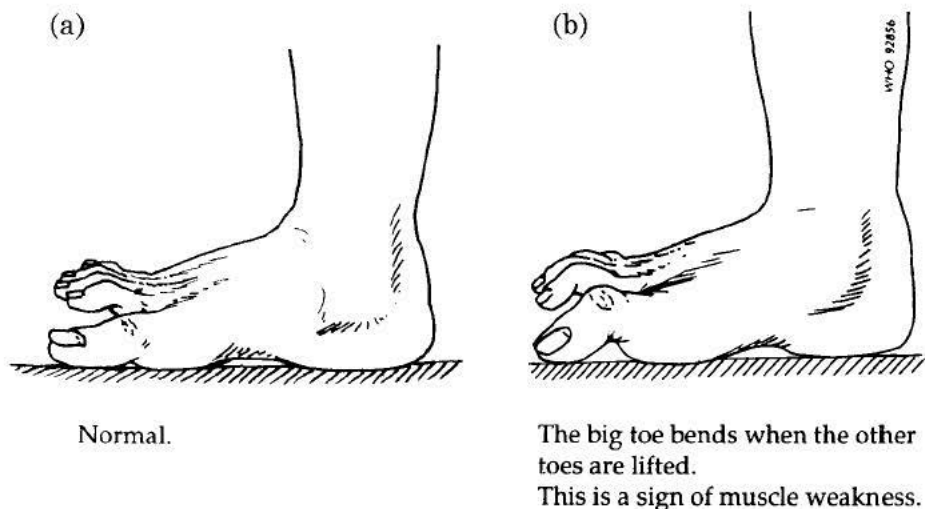 (a)
(b)
WHO 92856
Normal.
The big toe bends when the other
toes are lifted.
This is a sign of muscle weakness.